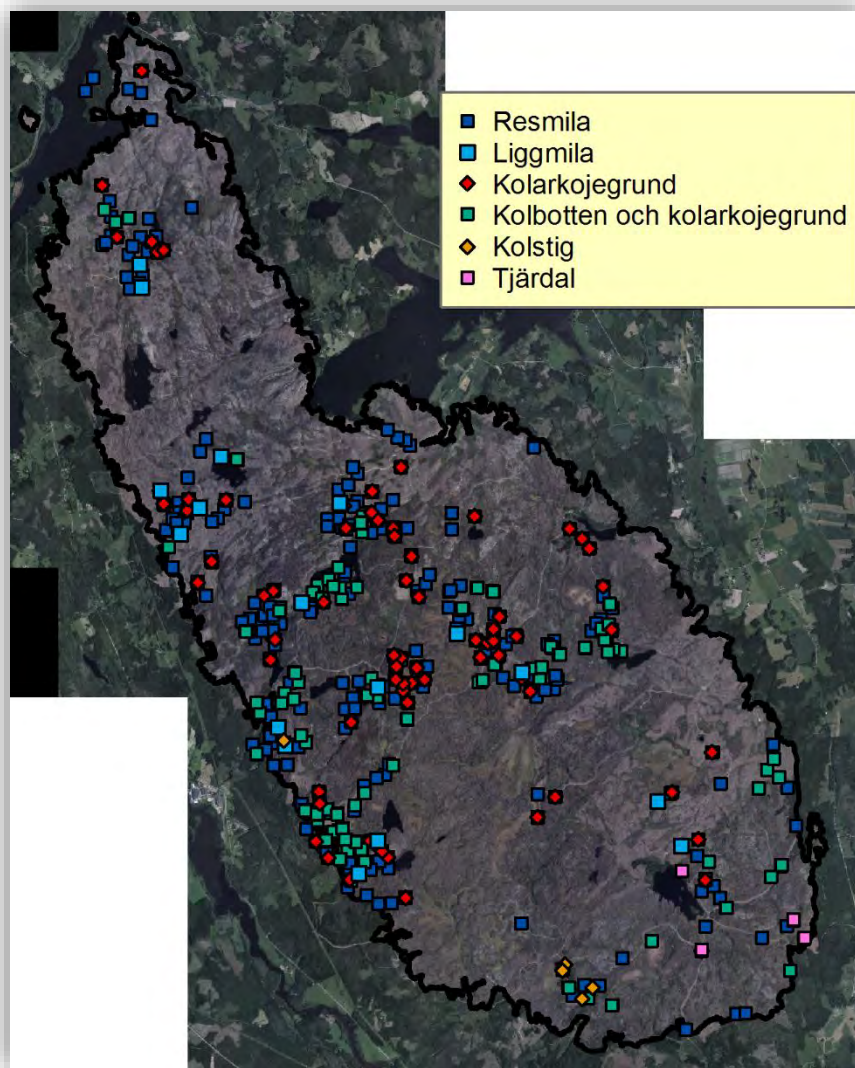 Resmila
Liggmila
Kolarkojegrund
Kolbotten och kolarkojegrund
Kolstig
Tjärdal